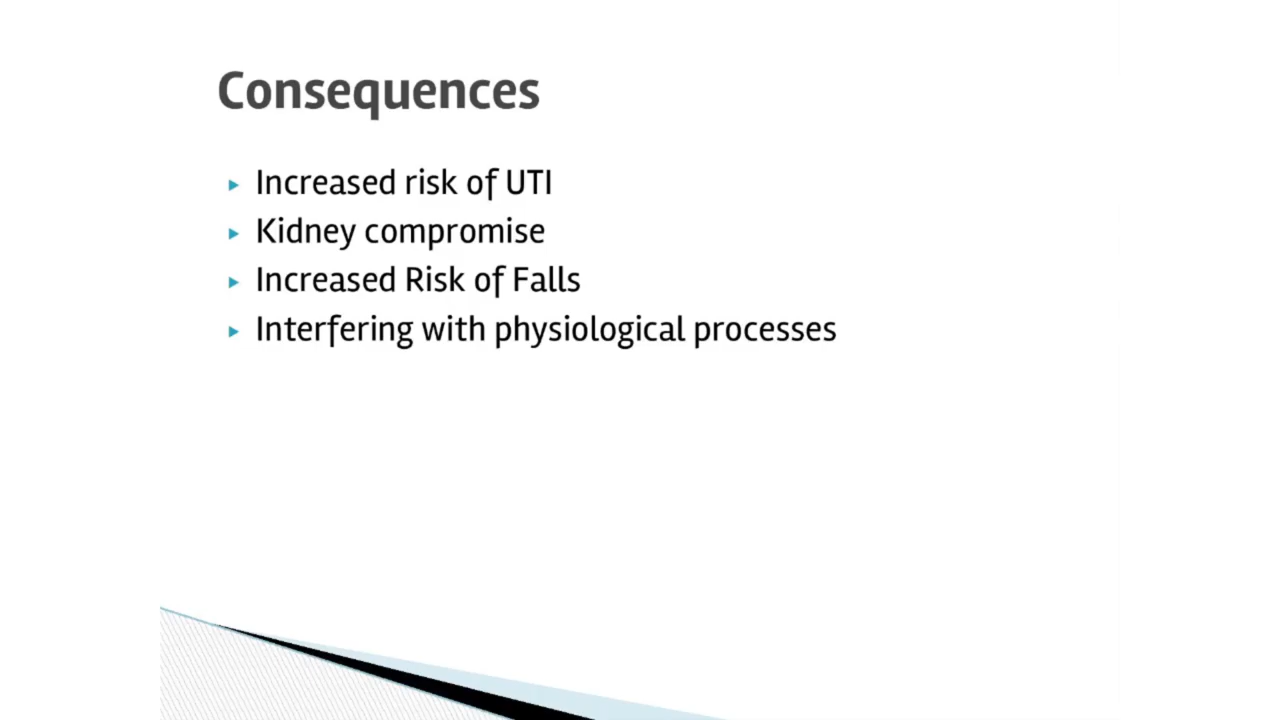 Consequences
Increased risk of UTI
Kidney compromise
Increased Risk of Falls
Interfering with physiological processes